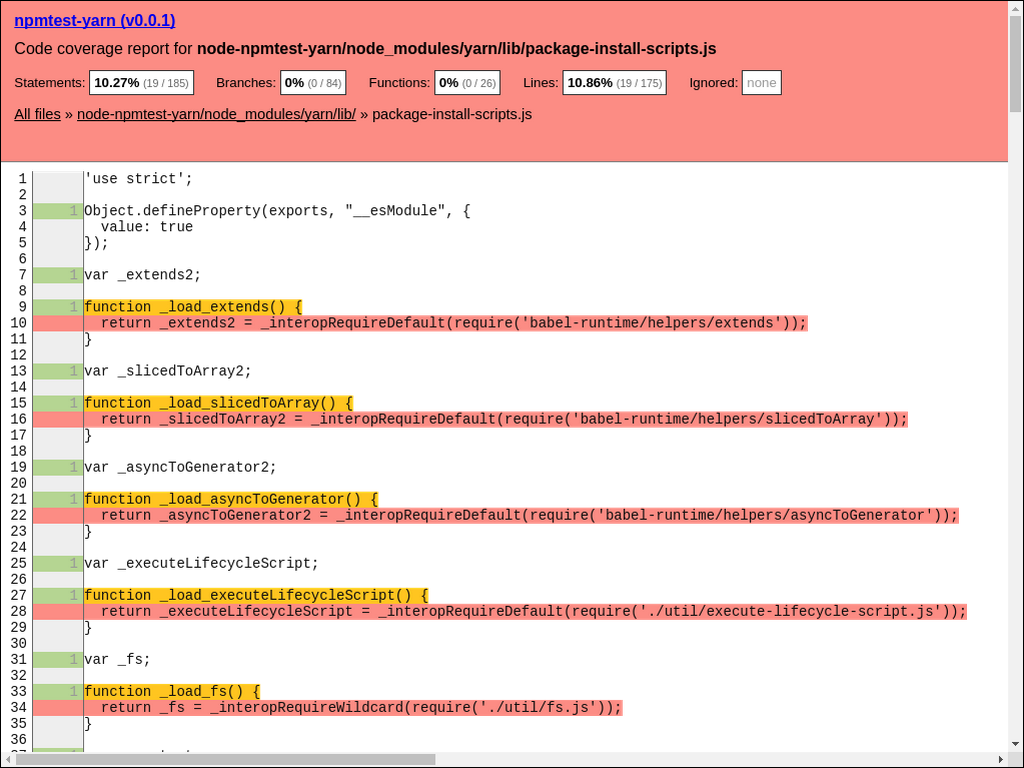 npmtest-yarn (v0.0.1)
Code coverage report for node-npmtest-yarn/node_modules/yarn/lib/package-install-scripts.js
Statements: 10.27% (19 / 185) Branches: 0% (0 / 84) Functions: 0% (0 / 26) Lines: 10.86% (19 / 175) Ignored: none
All files » node-npmtest-yarn/node_modules/yarn/lib/ » package-install-scripts.js
1 'use strict';
2
3 1 Object.defineProperty(exports, "__esModule", {
4   value: true
5 });
6
7 1 var _extends2;
8
9 1 function _load_extends() {
10   return _extends2 = _interopRequireDefault(require('babel-runtime/helpers/extends'));
11 }
12
13 1 var _slicedToArray2;
14
15 1 function _load_slicedToArray() {
16   return _slicedToArray2 = _interopRequireDefault(require('babel-runtime/helpers/slicedToArray'));
17 }
18
19 1 var _asyncToGenerator2;
20
21 1 function _load_asyncToGenerator() {
22   return _asyncToGenerator2 = _interopRequireDefault(require('babel-runtime/helpers/asyncToGenerator'));
23 }
24
25 1 var _executeLifecycleScript;
26
27 1 function _load_executeLifecycleScript() {
28   return _executeLifecycleScript = _interopRequireDefault(require('./util/execute-lifecycle-script.js'));
29 }
30
31 1 var _fs;
32
33 1 function _load_fs() {
34   return _fs = _interopRequireWildcard(require('./util/fs.js'));
35 }
36